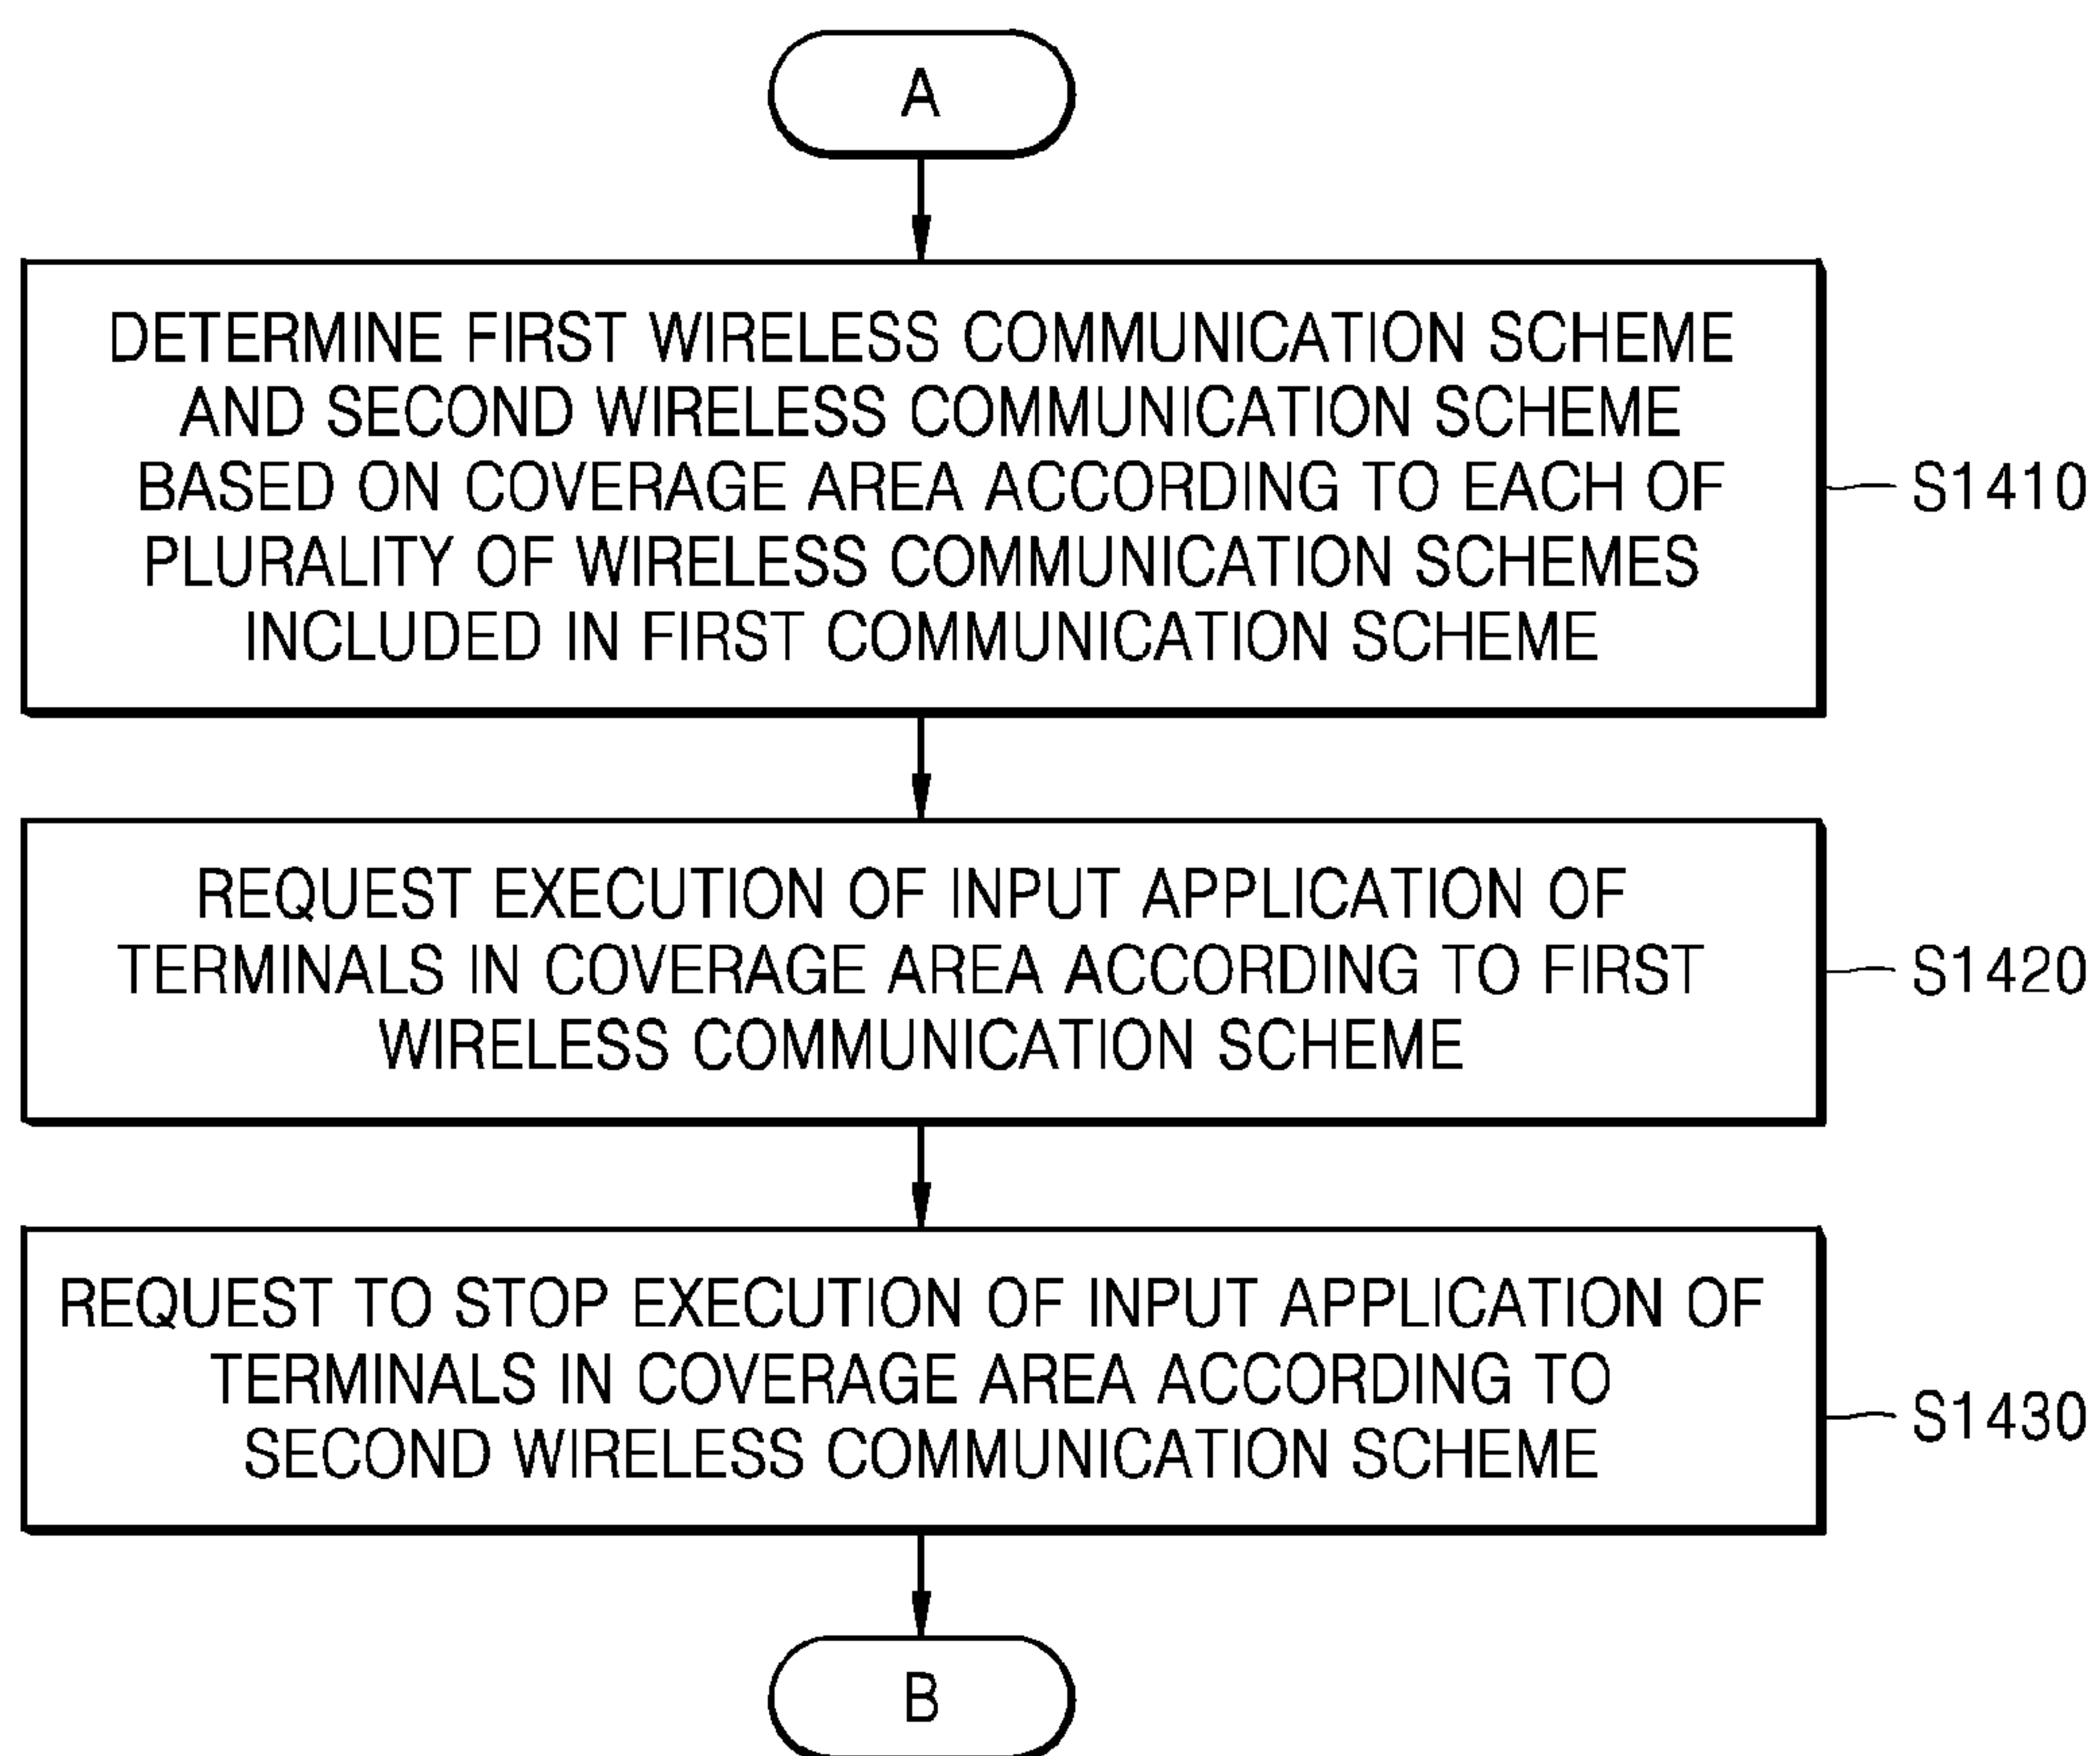 A
DETERMINE FIRST WIRELESS COMMUNICATION SCHEME
AND SECOND WIRELESS COMMUNICATION SCHEME
BASED ON COVERAGE AREA ACCORDING TO EACH OF
PLURALITY OF WIRELESS COMMUNICATION SCHEMES
INCLUDED IN FIRST COMMUNICATION SCHEME
S1410
REQUEST EXECUTION OF INPUT APPLICATION OF
TERMINALS IN COVERAGE AREA ACCORDING TO FIRST
WIRELESS COMMUNICATION SCHEME
S1420
REQUEST TO STOP EXECUTION OF INPUT APPLICATION OF
TERMINALS IN COVERAGE AREA ACCORDING TO
SECOND WIRELESS COMMUNICATION SCHEME
S1430
B